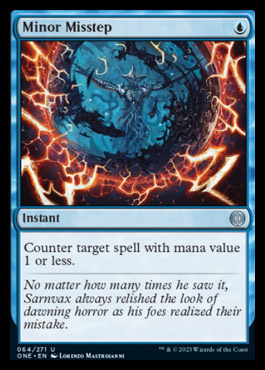 Minor Misstep
Instant
Counter target spell with mana value
1 or less.
No matter how many times he saw it,
Sarnvax always relished the look of
dawning horror as his foes realized their
mistake.
064/271 U
ONE • EN Lorenzo Mastroianni
™ & © 2023 Wizards of the Coast